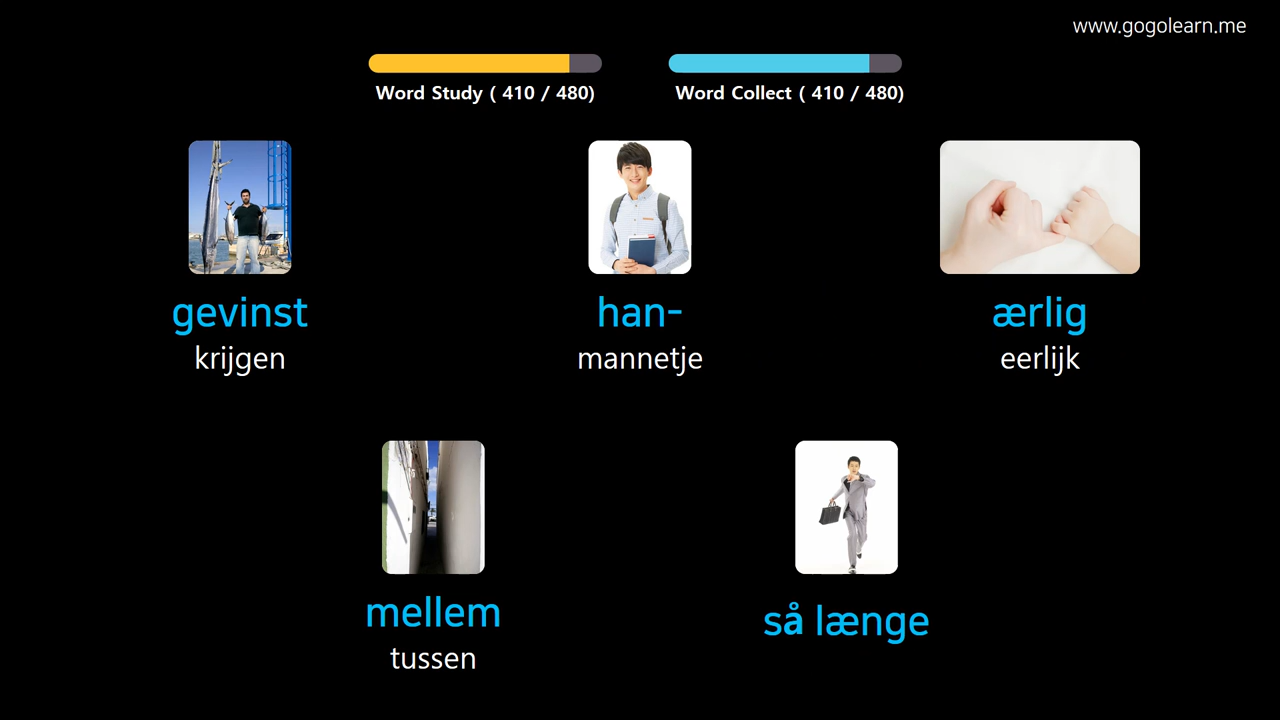 www.gogolearn.me
Word Study ( 410 / 480)
Word Collect ( 410 / 480)
gevinst
krijgen
han-
mannetje
ærlig
eerlijk
mellem
tussen
så længe